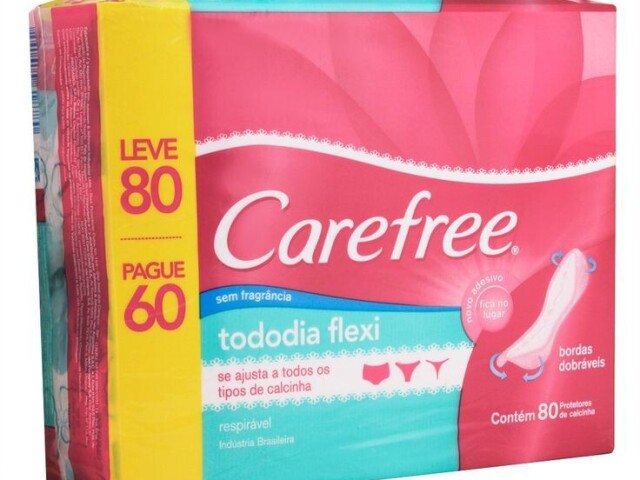 LEVE
80
PAGUE
60
Carefree®
sem fragrância
tododia flexi
se ajusta a todos os
tipos de calcinha
respirável
Indústria Brasileira
novo adesivo
fica no
lugar
bordas
dobráveis
Contém 80 Protetores
de calcinha